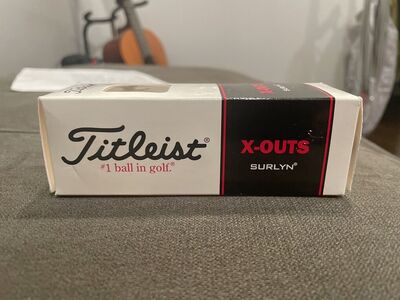 Titleist®
#1 ball in golf.®
X-OUTS
SURLYN®